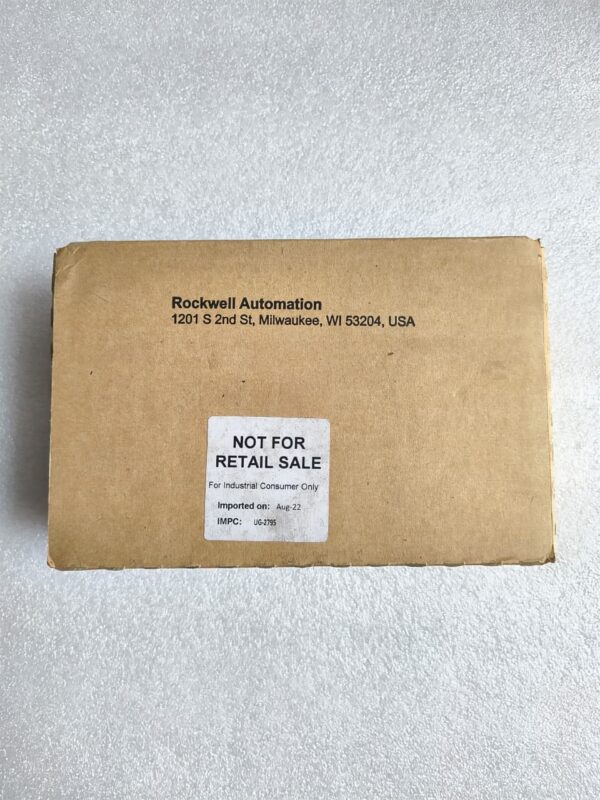 Rockwell Automation
1201 S 2nd St, Milwaukee, WI 53204, USA
NOT FOR
RETAIL SALE
For Industrial Consumer Only
Imported on: Aug-22
IMPC: UG-2795